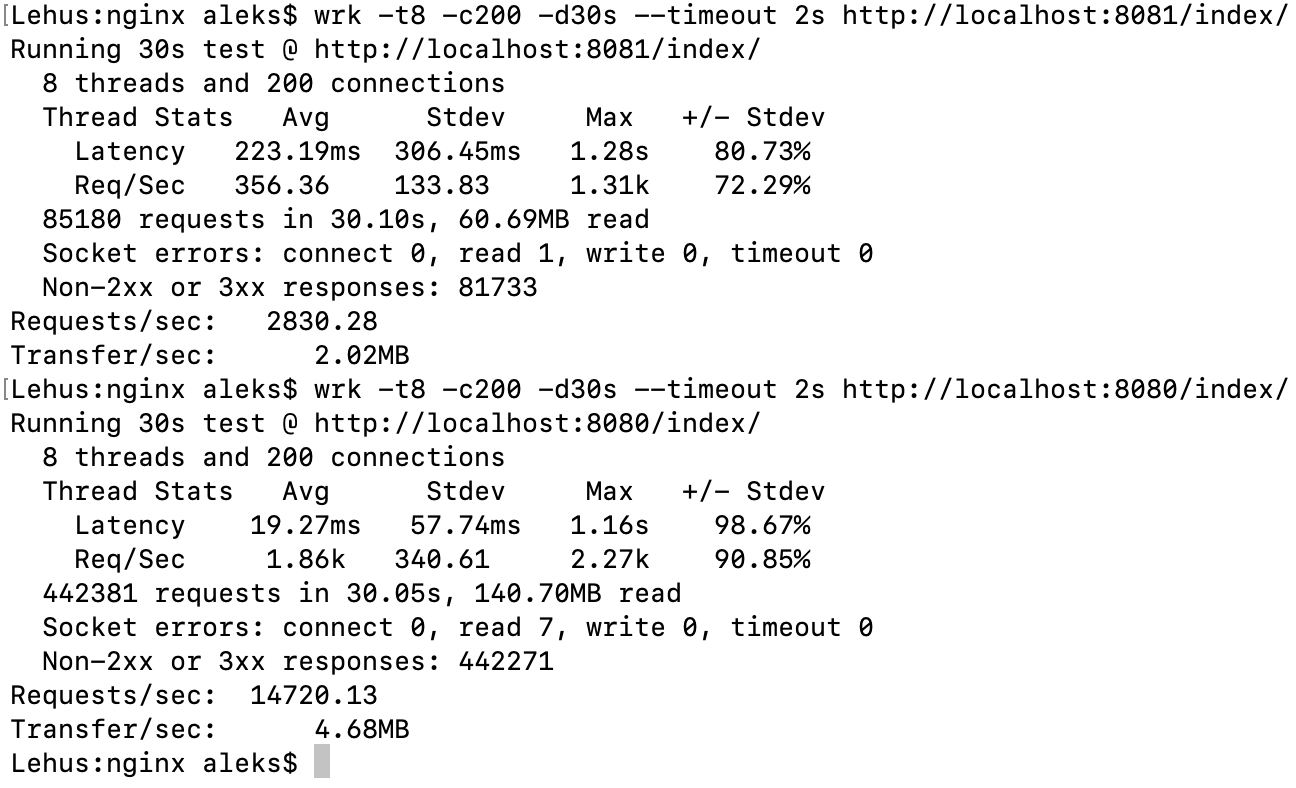 [Lehus:nginx aleks$ wrk -t8 -c200 -d30s --timeout 2s http://localhost:8081/index/
Running 30s test @ http://localhost:8081/index/
  8 threads and 200 connections
  Thread Stats   Avg      Stdev     Max   +/- Stdev
    Latency   223.19ms  306.45ms   1.28s    80.73%
    Req/Sec   356.36    133.83     1.31k    72.29%
  85180 requests in 30.10s, 60.69MB read
  Socket errors: connect 0, read 1, write 0, timeout 0
  Non-2xx or 3xx responses: 81733
Requests/sec:   2830.28
Transfer/sec:      2.02MB
[Lehus:nginx aleks$ wrk -t8 -c200 -d30s --timeout 2s http://localhost:8080/index/
Running 30s test @ http://localhost:8080/index/
  8 threads and 200 connections
  Thread Stats   Avg      Stdev     Max   +/- Stdev
    Latency    19.27ms   57.74ms   1.16s    98.67%
    Req/Sec     1.86k   340.61     2.27k    90.85%
  442381 requests in 30.05s, 140.70MB read
  Socket errors: connect 0, read 7, write 0, timeout 0
  Non-2xx or 3xx responses: 442271
Requests/sec:  14720.13
Transfer/sec:      4.68MB
Lehus:nginx aleks$